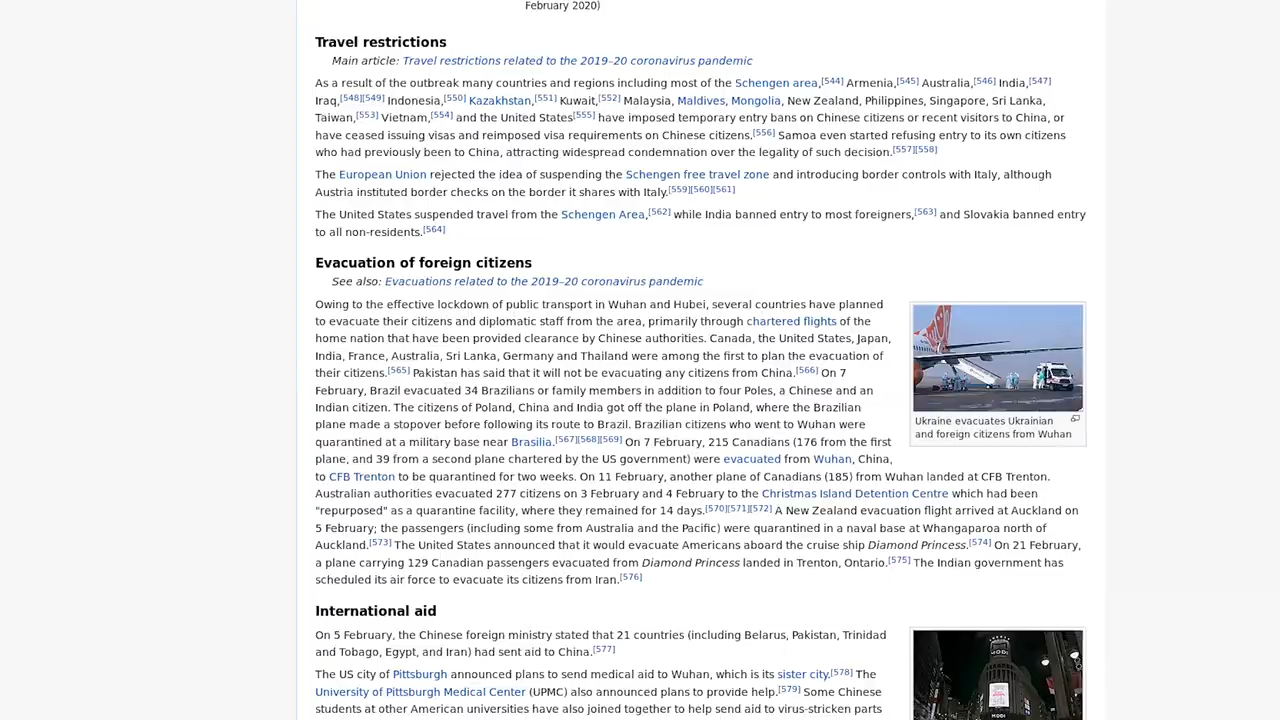 February 2020)
Travel restrictions
Main article: Travel restrictions related to the 2019–20 coronavirus pandemic
As a result of the outbreak many countries and regions including most of the Schengen area,[544] Armenia,[545] Australia,[546] India,[547]
Iraq,[548][549] Indonesia,[550] Kazakhstan,[551] Kuwait,[552] Malaysia, Maldives, Mongolia, New Zealand, Philippines, Singapore, Sri Lanka,
Taiwan,[553] Vietnam,[554] and the United States[555] have imposed temporary entry bans on Chinese citizens or recent visitors to China, or
have ceased issuing visas and reimposed visa requirements on Chinese citizens.[556] Samoa even started refusing entry to its own citizens
who had previously been to China, attracting widespread condemnation over the legality of such decision.[557][558]
The European Union rejected the idea of suspending the Schengen free travel zone and introducing border controls with Italy, although
Austria instituted border checks on the border it shares with Italy.[559][560][561]
The United States suspended travel from the Schengen Area,[562] while India banned entry to most foreigners,[563] and Slovakia banned entry
to all non-residents.[564]
Evacuation of foreign citizens
See also: Evacuations related to the 2019–20 coronavirus pandemic
Owing to the effective lockdown of public transport in Wuhan and Hubei, several countries have planned
to evacuate their citizens and diplomatic staff from the area, primarily through chartered flights of the
home nation that have been provided clearance by Chinese authorities. Canada, the United States, Japan,
India, France, Australia, Sri Lanka, Germany and Thailand were among the first to plan the evacuation of
their citizens.[565] Pakistan has said that it will not be evacuating any citizens from China.[566] On 7
February, Brazil evacuated 34 Brazilians or family members in addition to four Poles, a Chinese and an
Indian citizen. The citizens of Poland, China and India got off the plane in Poland, where the Brazilian
plane made a stopover before following its route to Brazil. Brazilian citizens who went to Wuhan were
quarantined at a military base near Brasilia.[567][568][569] On 7 February, 215 Canadians (176 from the first
plane, and 39 from a second plane chartered by the US government) were evacuated from Wuhan, China,
to CFB Trenton to be quarantined for two weeks. On 11 February, another plane of Canadians (185) from Wuhan landed at CFB Trenton.
Australian authorities evacuated 277 citizens on 3 February and 4 February to the Christmas Island Detention Centre which had been
"repurposed" as a quarantine facility, where they remained for 14 days.[570][571][572] A New Zealand evacuation flight arrived at Auckland on
5 February; the passengers (including some from Australia and the Pacific) were quarantined in a naval base at Whangaparoa north of
Auckland.[573] The United States announced that it would evacuate Americans aboard the cruise ship Diamond Princess.[574] On 21 February,
a plane carrying 129 Canadian passengers evacuated from Diamond Princess landed in Trenton, Ontario.[575] The Indian government has
scheduled its air force to evacuate its citizens from Iran.[576]
Ukraine evacuates Ukrainian
and foreign citizens from Wuhan
International aid
On 5 February, the Chinese foreign ministry stated that 21 countries (including Belarus, Pakistan, Trinidad
and Tobago, Egypt, and Iran) had sent aid to China.[577]
The US city of Pittsburgh announced plans to send medical aid to Wuhan, which is its sister city.[578] The
University of Pittsburgh Medical Center (UPMC) also announced plans to provide help.[579] Some Chinese
students at other American universities have also joined together to help send aid to virus-stricken parts
MODI
MODI